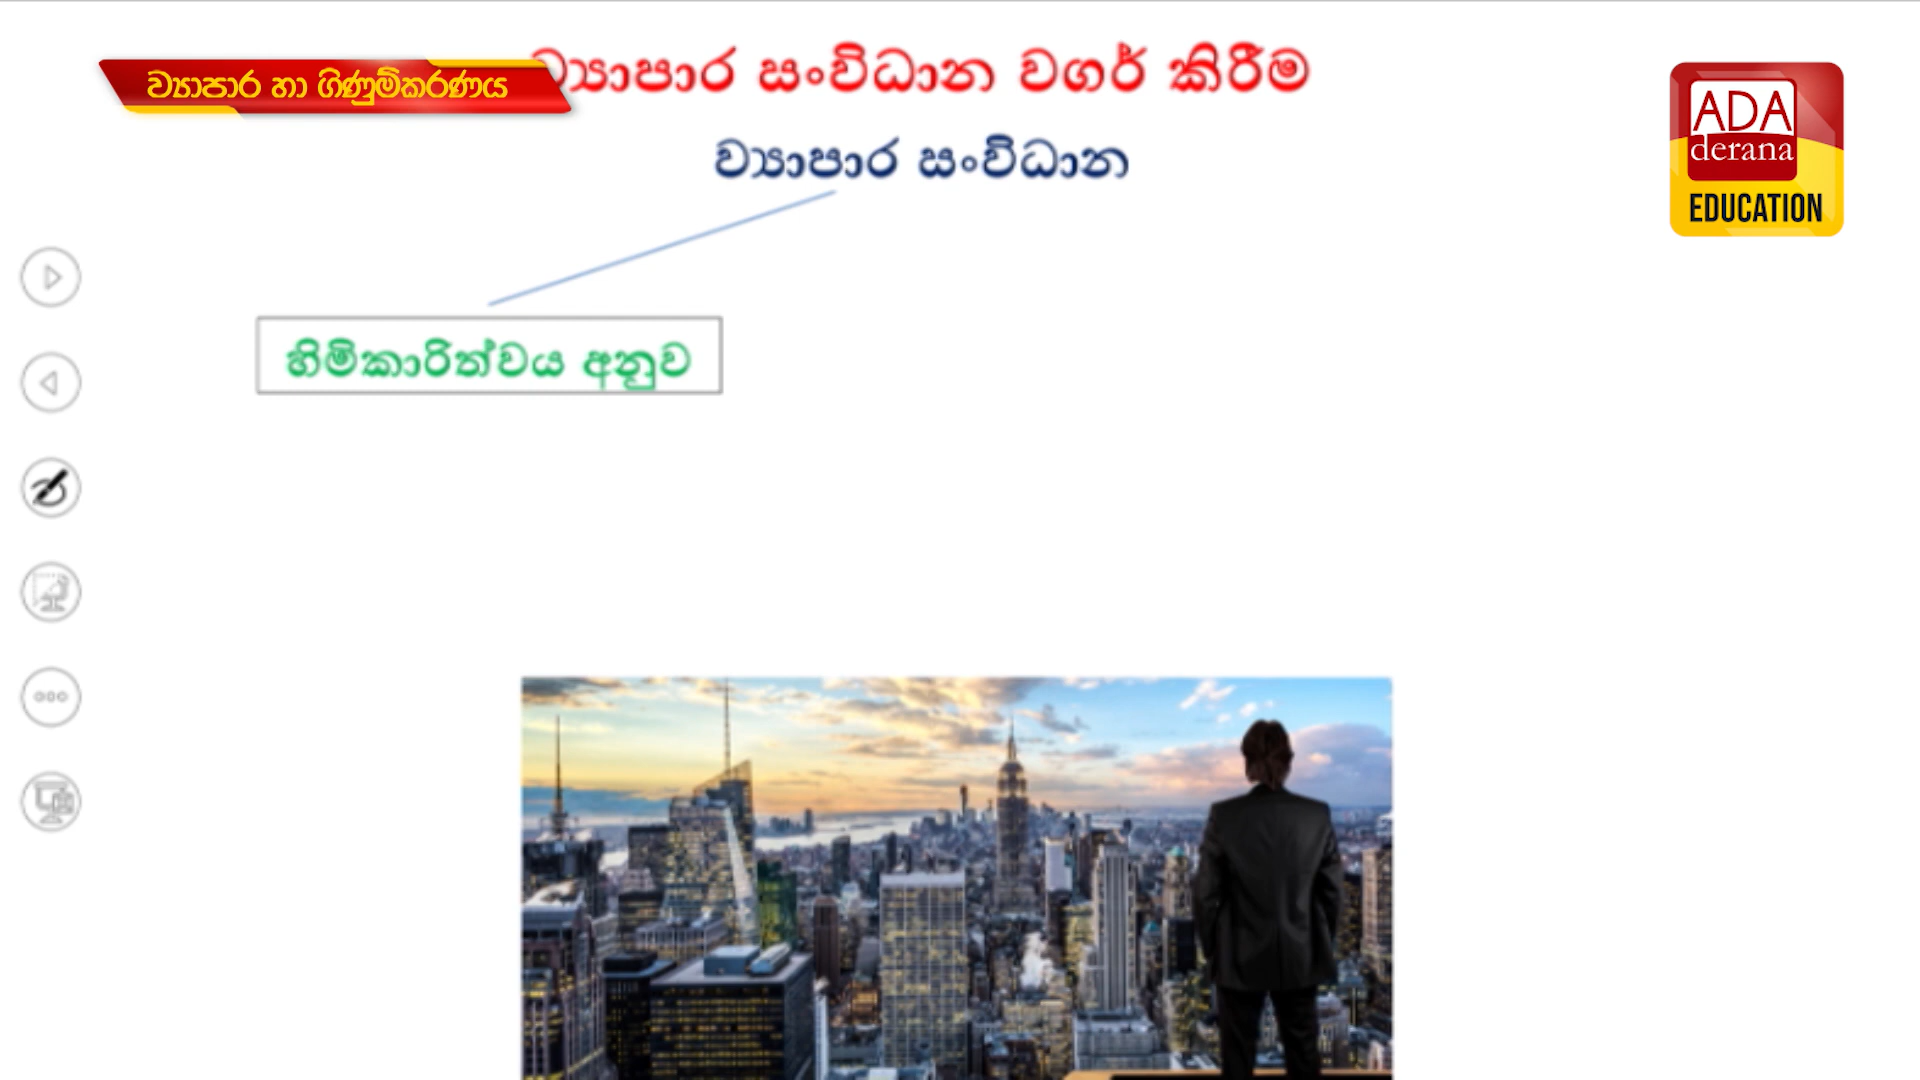 ව්‍යාපාර සංවිධාන වගර් කිරීම
ව්‍යාපාර හා ගිණුම්කරණය
ADA
derana
EDUCATION
ව්‍යාපාර සංවිධාන
හිමිකාරිත්වය අනුව